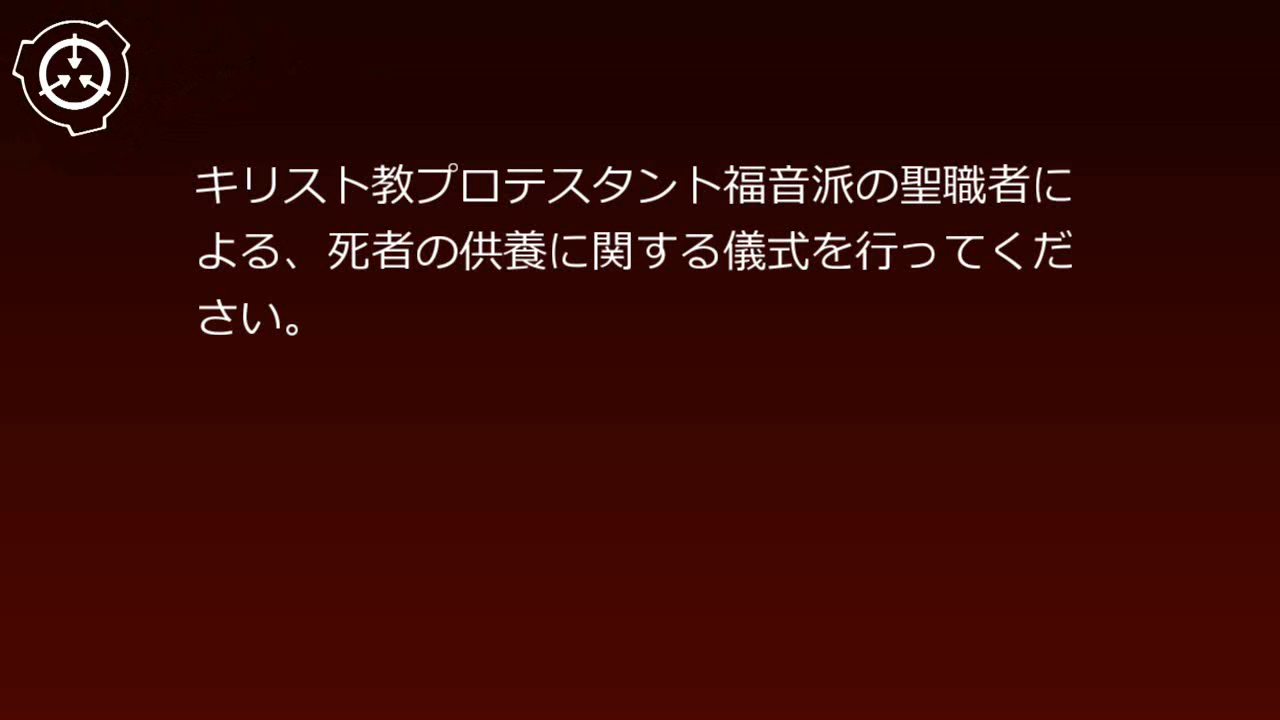 キリスト教プロテスタント福音派の聖職者に
よる、死者の供養に関する儀式を行ってくだ
さい。